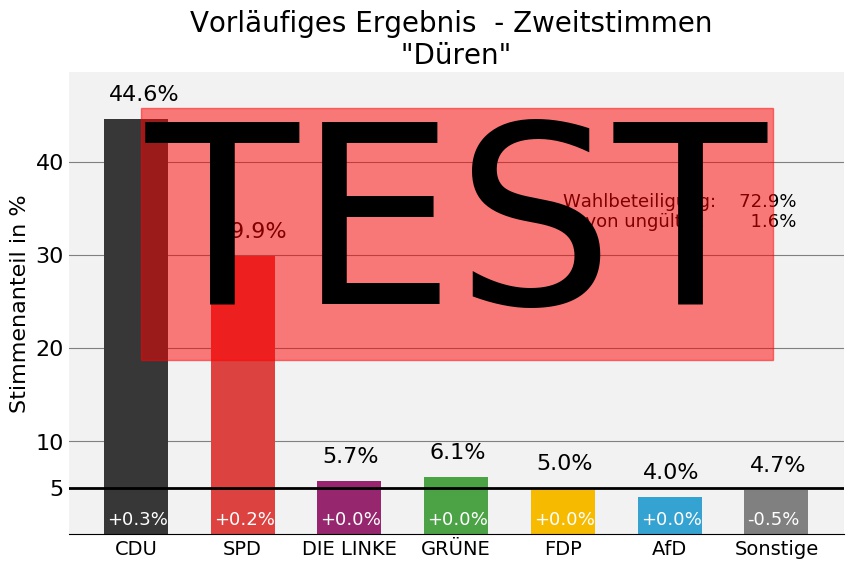 Vorläufiges Ergebnis - Zweitstimmen
"Düren"
Stimmenanteil in %
44.6%
TEST
40
Wahlbeteiligung: 72.9%
1.6%
30
20
10
5.7%
6.1%
5.0%
4.0%
4.7%
5
+0.3%
+0.2%
+0.0%
+0.0%
+0.0%
+0.0%
-0.5%
CDU
SPD
DIE LINKE
GRÜNE
FDP
AfD
Sonstige